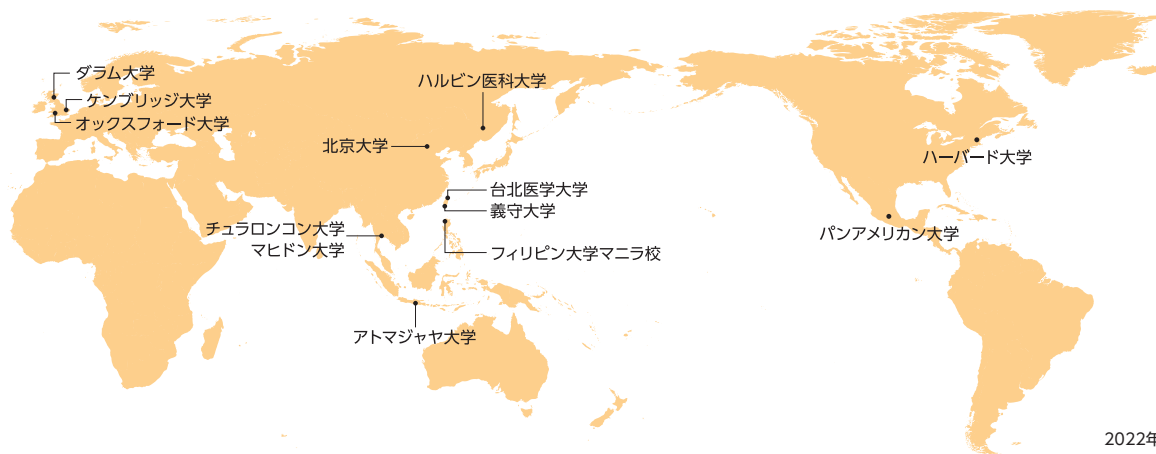 ダラム大学
ケンブリッジ大学
オックスフォード大学
ハルビン医科大学
北京大学
台北医学大学
義守大学
チュラロンコン大学
マヒドン大学
フィリピン大学マニラ校
アトマジャヤ大学
ハーバード大学
パンアメリカン大学
2022年